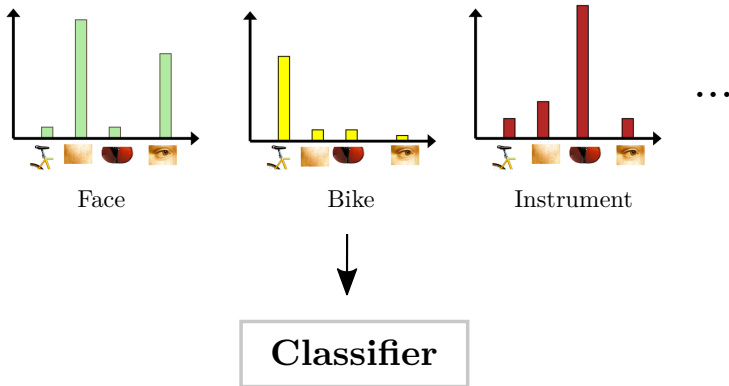 Face
Bike
Instrument
...
Classifier